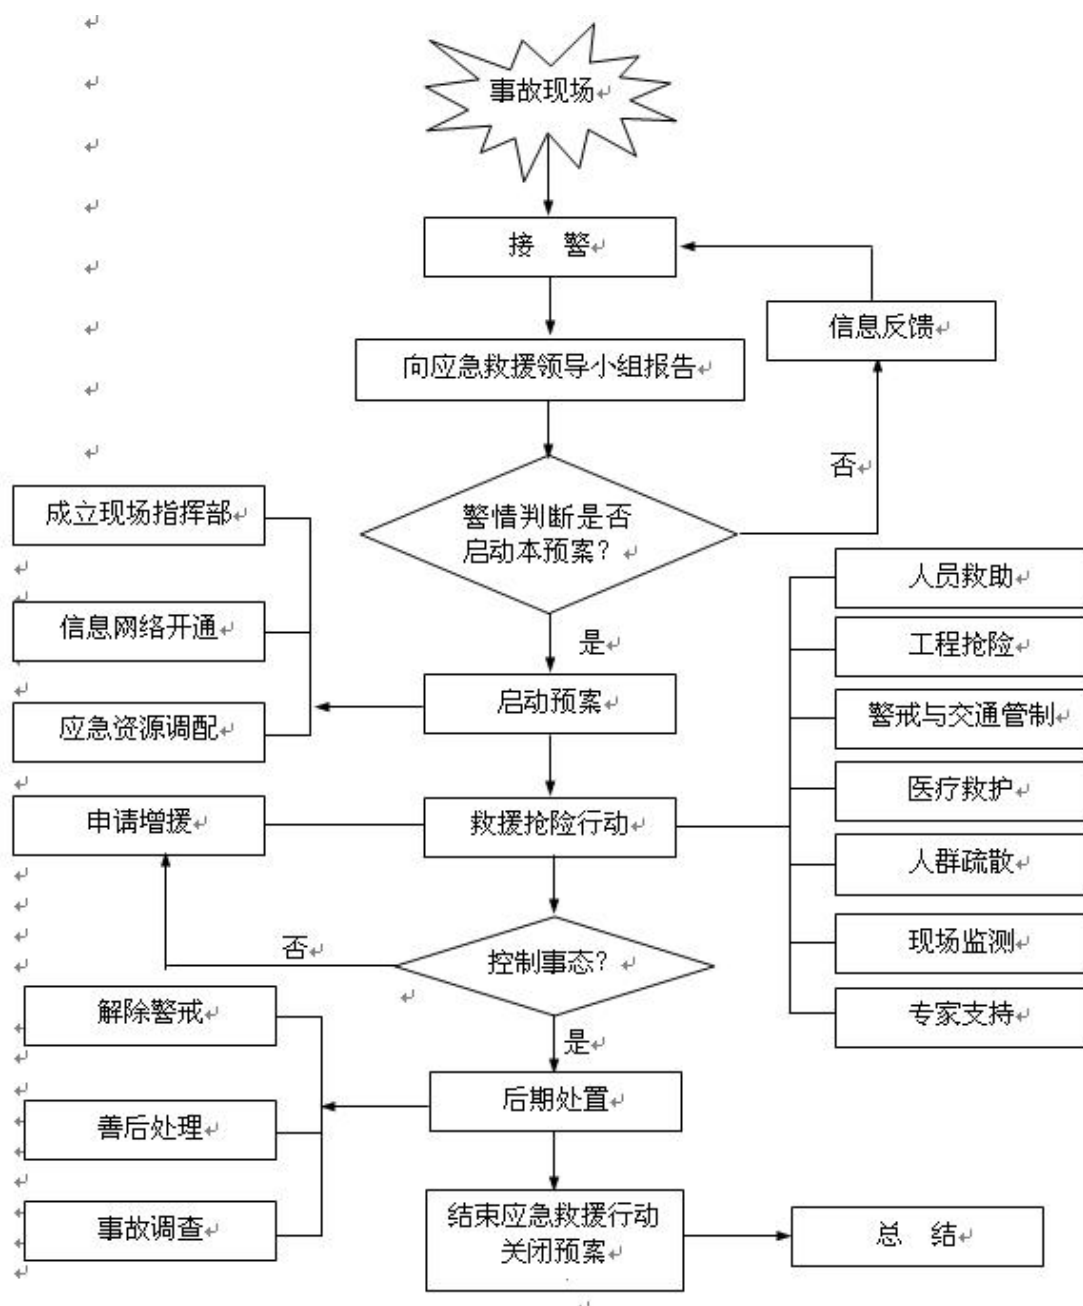 事故现场
接 警
信息反馈
向应急救援领导小组报告
否
成立现场指挥部
警情判断是否
启动本预案?
人员救助
信息网络开通
是
工程抢险
启动预案
警戒与交通管制
应急资源调配
医疗救护
申请增援
救援抢险行动
人群疏散
否
控制事态?
现场监测
解除警戒
专家支持
是
后期处置
善后处理
事故调查
结束应急救援行动
关闭预案
总 结